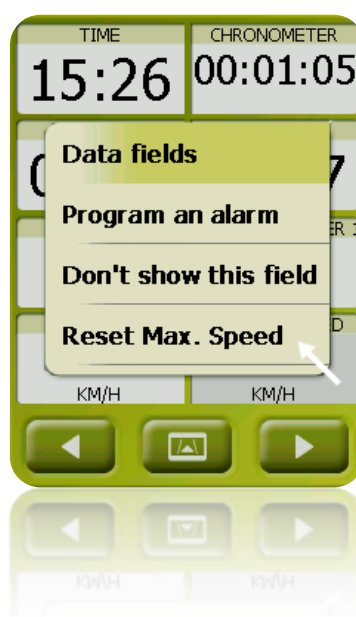 TIME CHRONOMETER
15:26 00:01:05
Data fields
Program an alarm
Don't show this field
Reset Max. Speed
KM/H KM/H